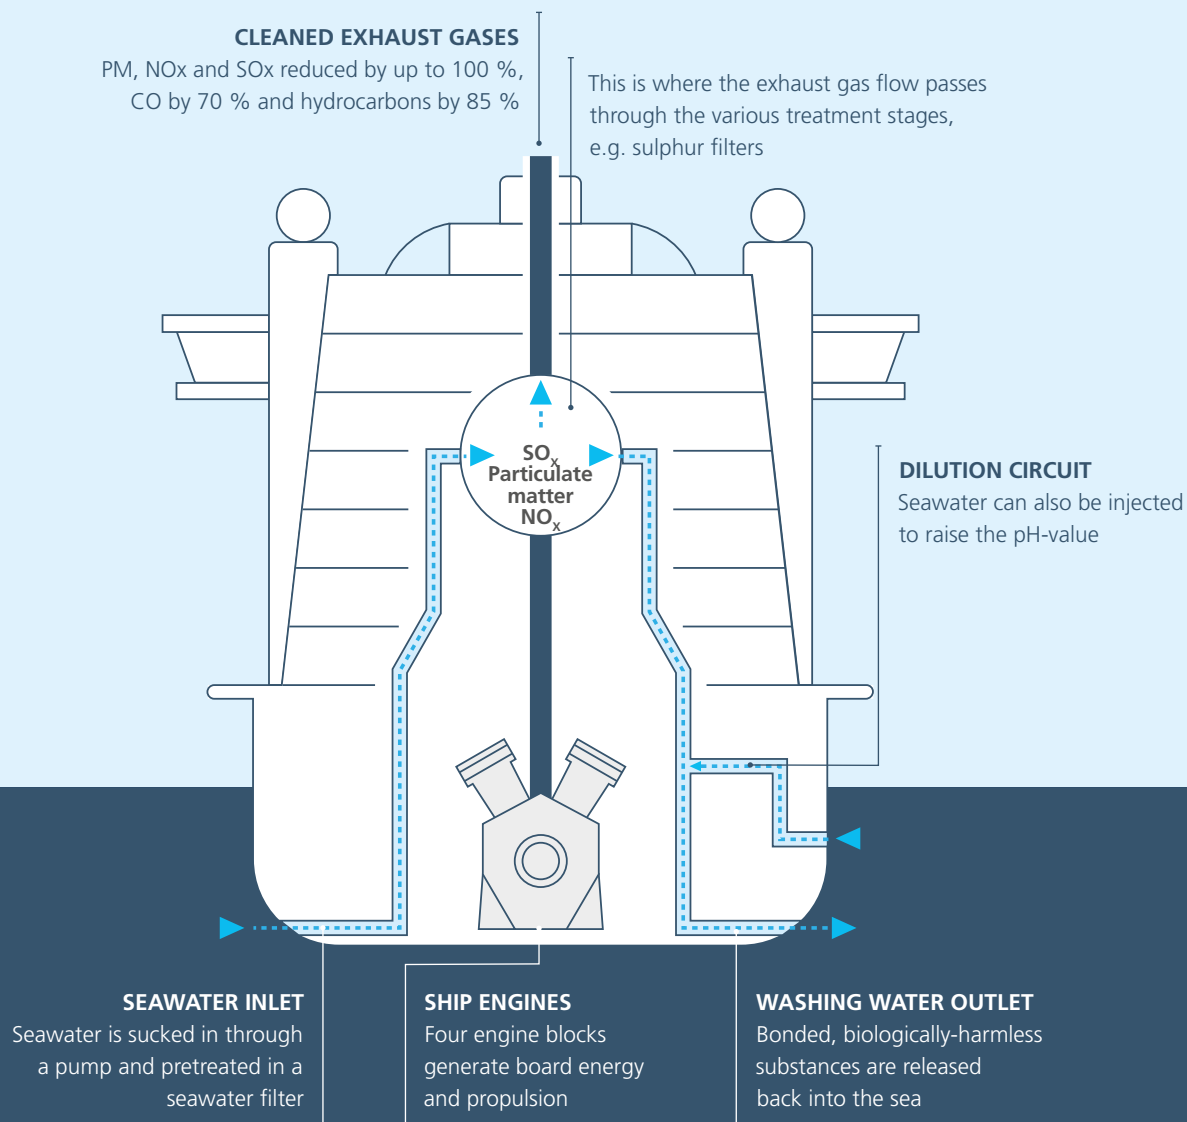 CLEANED EXHAUST GASES
PM, NOx and SOx reduced by up to 100 %,
CO by 70 % and hydrocarbons by 85 %
This is where the exhaust gas flow passes
through the various treatment stages,
e.g. sulphur filters
SOₓ
Particulate
matter
NOₓ
DILUTION CIRCUIT
Seawater can also be injected
to raise the pH-value
SEAWATER INLET
Seawater is sucked in through
a pump and pretreated in a
seawater filter
SHIP ENGINES
Four engine blocks
generate board energy
and propulsion
WASHING WATER OUTLET
Bonded, biologically-harmless
substances are released
back into the sea